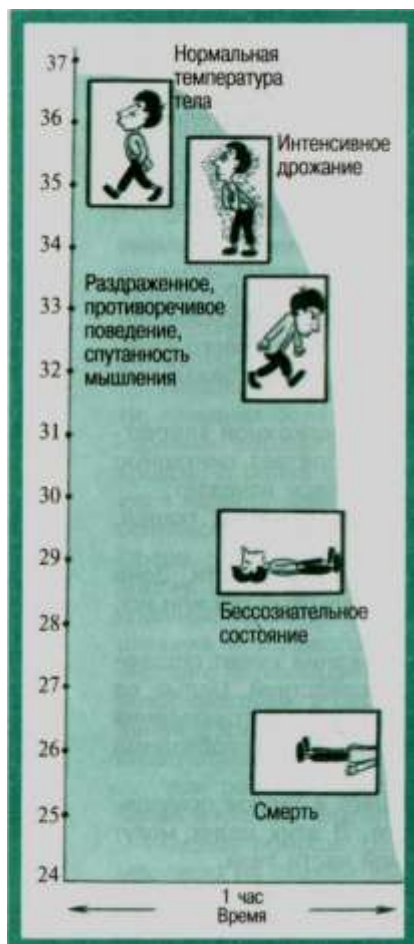 37
Нормальная
температура
тела
36
Интенсивное
дрожание
35
34
Раздраженное,
противоречивое
поведение,
спутанность
мышления
33
32
31
30
29
Бессознательное
состояние
28
27
26
Смерть
25
24
1 час
Время